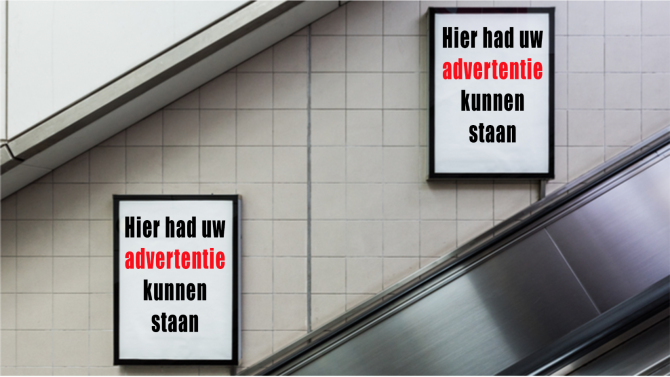 Hier had uw
advertentie
kunnen
staan
Hier had uw
advertentie
kunnen
staan